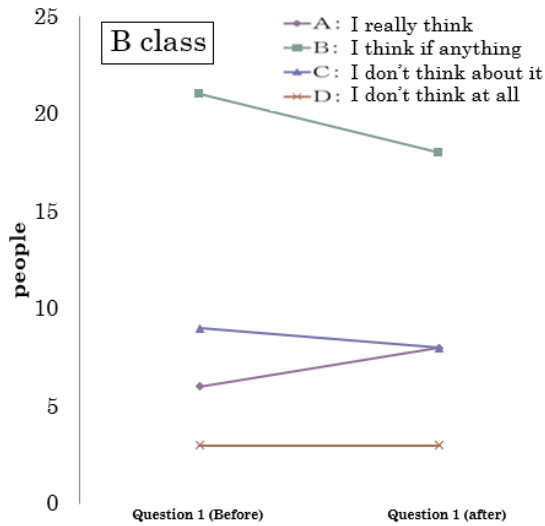 B class
A: I really think
B: I think if anything
C: I don't think about it
D: I don't think at all
people
25
20
15
10
5
0
Question 1 (Before)
Question 1 (after)